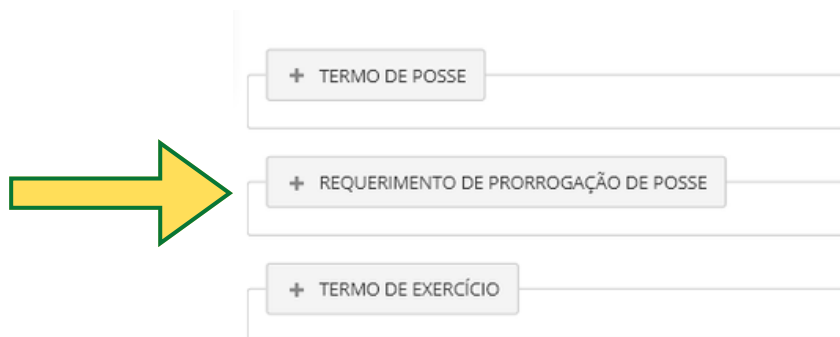 + TERMO DE POSSE
+ REQUERIMENTO DE PRORROGAÇÃO DE POSSE
+ TERMO DE EXERCÍCIO